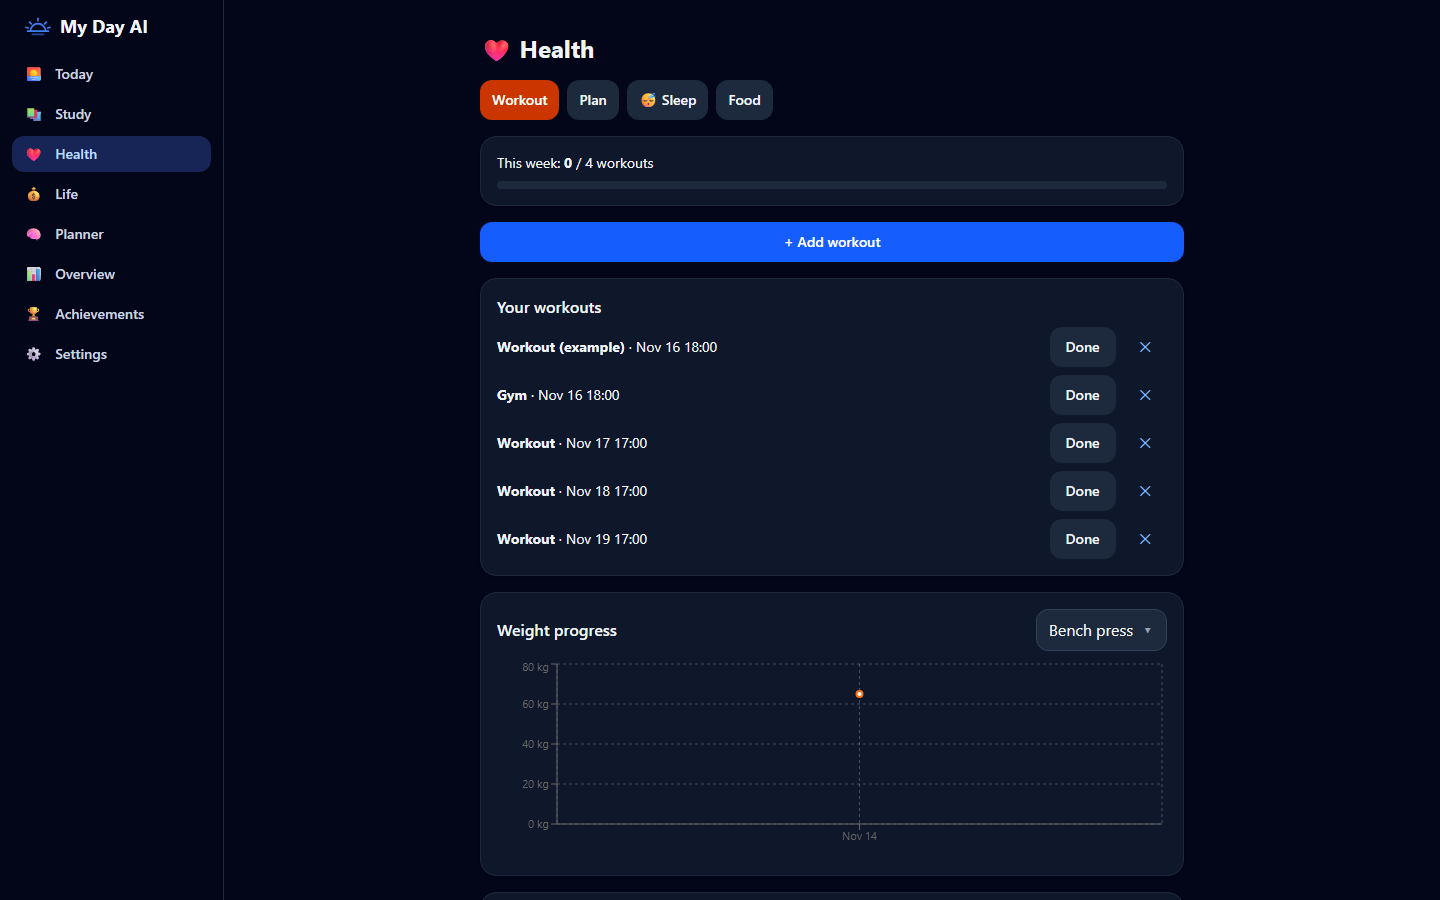 My Day AI
Today
Study
Health
Life
Planner
Overview
Achievements
Settings
Health
Workout
Plan
Sleep
Food
This week: 0 / 4 workouts
+ Add workout
Your workouts
Workout (example) · Nov 16 18:00
Done
Gym · Nov 16 18:00
Done
Workout · Nov 17 17:00
Done
Workout · Nov 18 17:00
Done
Workout · Nov 19 17:00
Done
Weight progress
Bench press
80 kg
60 kg
40 kg
20 kg
0 kg
Nov 14